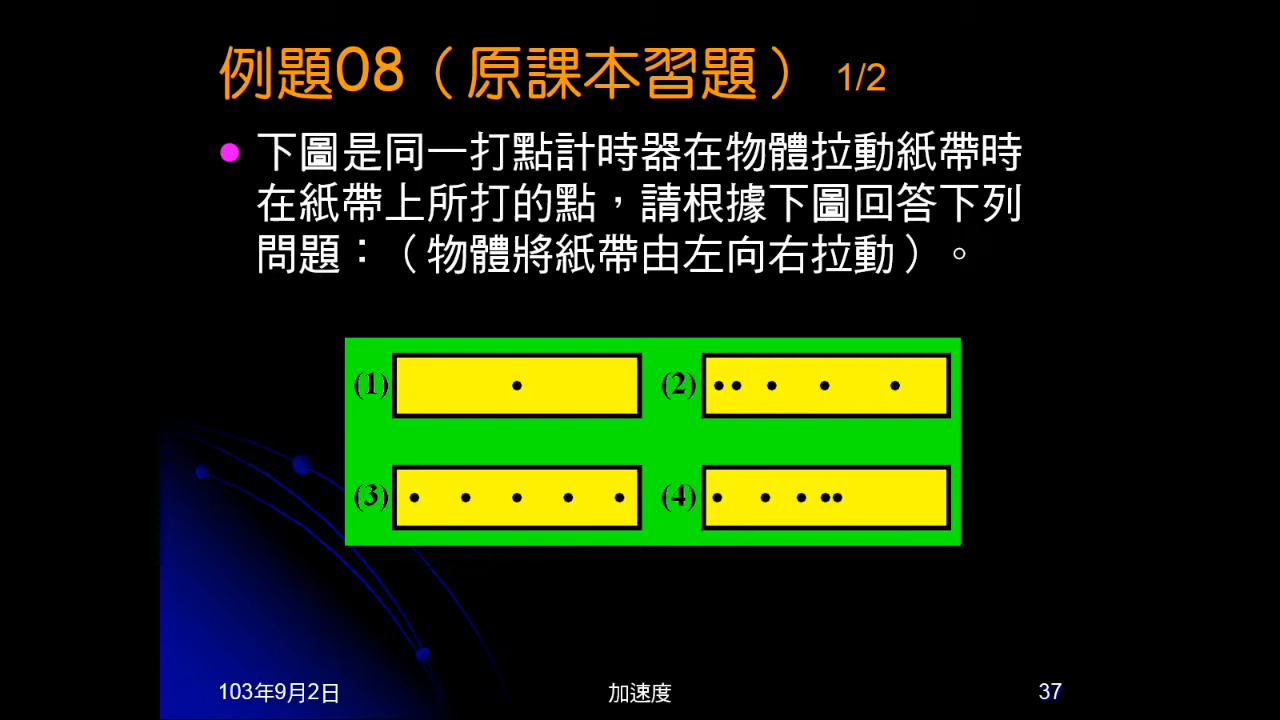 例題08（原課本習題） 1/2
下圖是同一打點計時器在物體拉動紙帶時
在紙帶上所打的點，請根據下圖回答下列
問題：（物體將紙帶由左向右拉動）。
(1) (2)
(3) (4)
103年9月2日 加速度 37